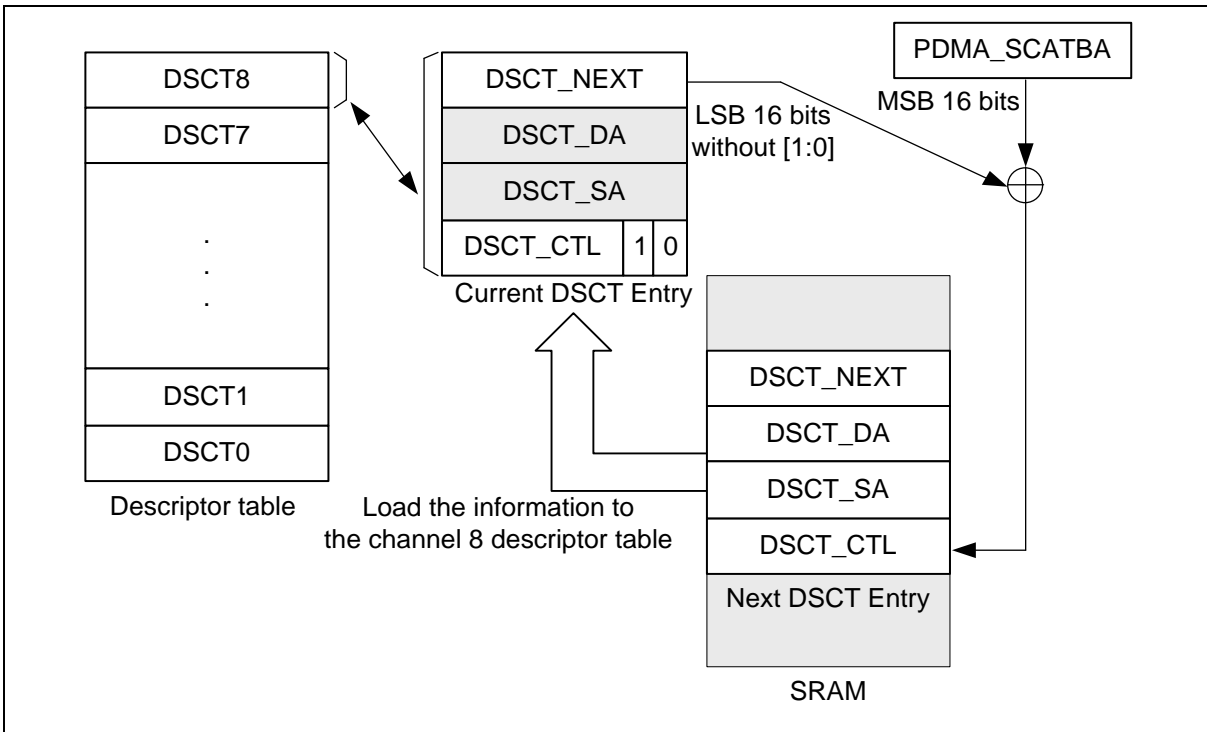 DSCT8
DSCT7
.
.
.
DSCT1
DSCT0
Descriptor table
DSCT_NEXT
DSCT_DA
DSCT_SA
DSCT_CTL 1 0
Current DSCT Entry
LSB 16 bits
without [1:0]
PDMA_SCATBA
MSB 16 bits
Load the information to
the channel 8 descriptor table
DSCT_NEXT
DSCT_DA
DSCT_SA
DSCT_CTL
Next DSCT Entry
SRAM